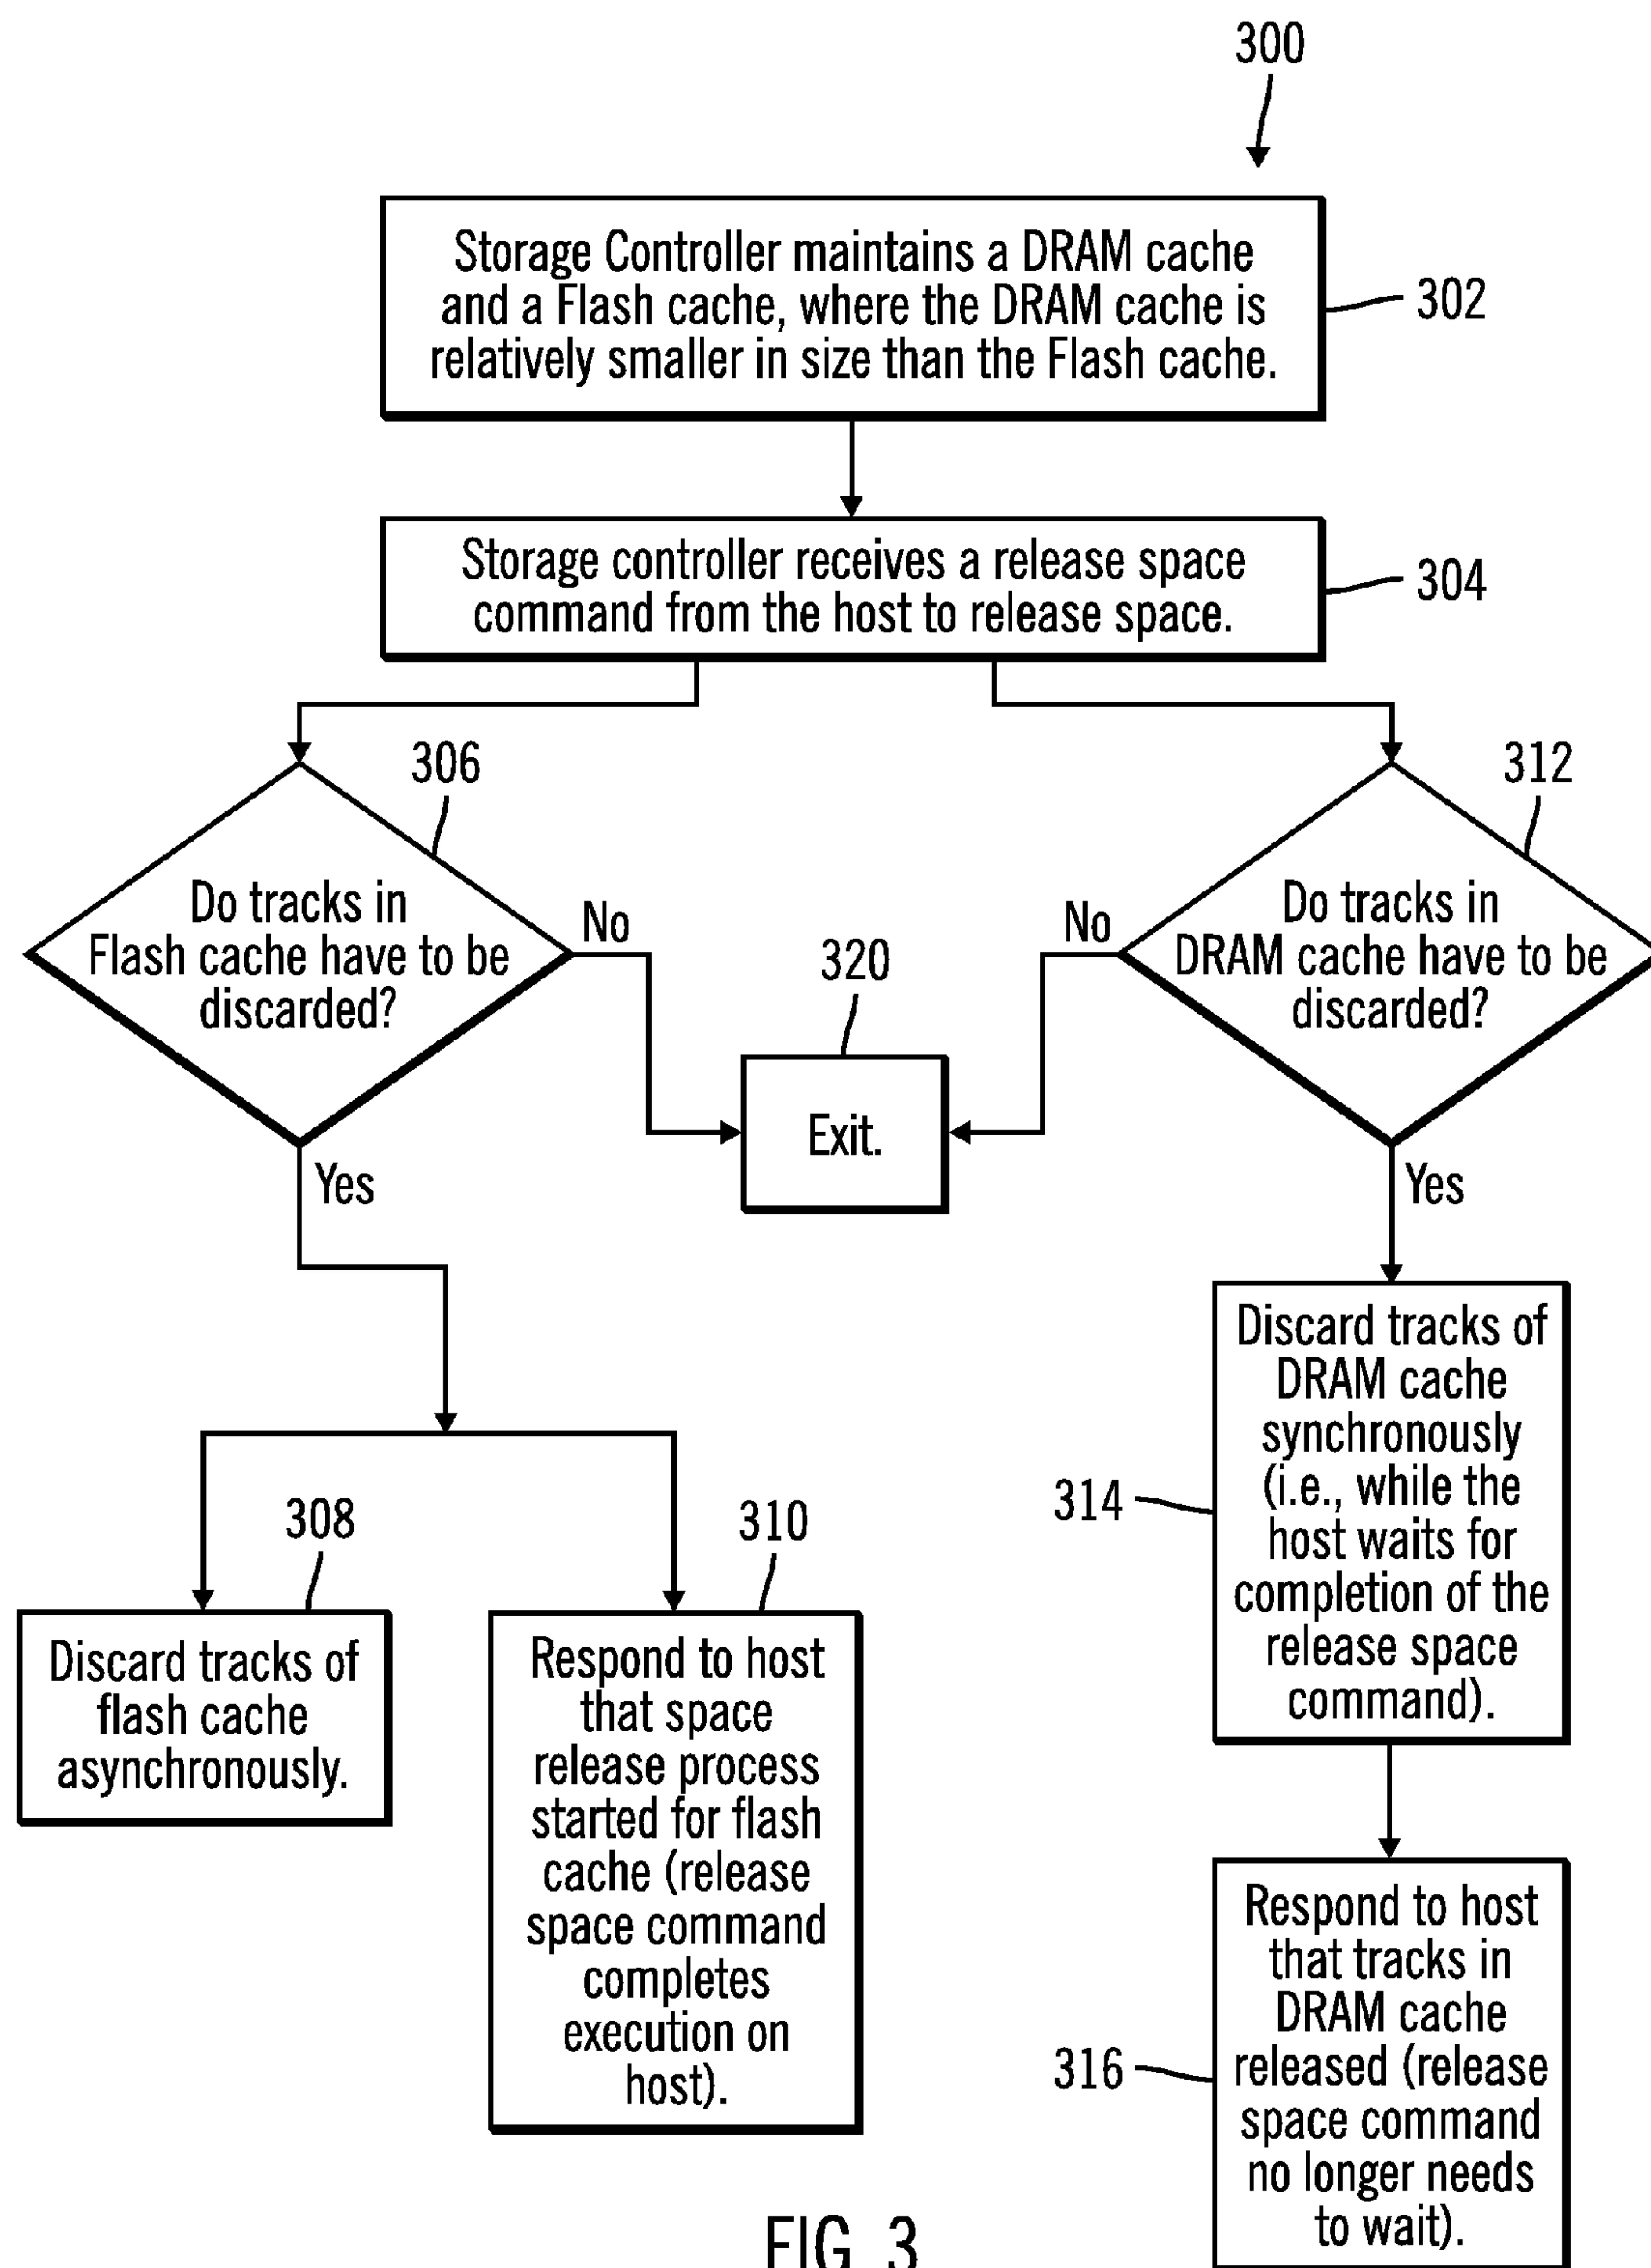 300
Storage Controller maintains a DRAM cache
and a Flash cache, where the DRAM cache is
relatively smaller in size than the Flash cache.
302
Storage controller receives a release space
command from the host to release space.
304
306
Do tracks in
Flash cache have to be
discarded?
No
Yes
312
Do tracks in
DRAM cache have to be
discarded?
No
Yes
320
Exit.
308
Discard tracks of
flash cache
asynchronously.
310
Respond to host
that space
release process
started for flash
cache (release
space command
completes
execution on
host).
314
Discard tracks of
DRAM cache
synchronously
(i.e., while the
host waits for
completion of the
release space
command).
316
Respond to host
that tracks in
DRAM cache
released (release
space command
no longer needs
to wait).
FIG. 3